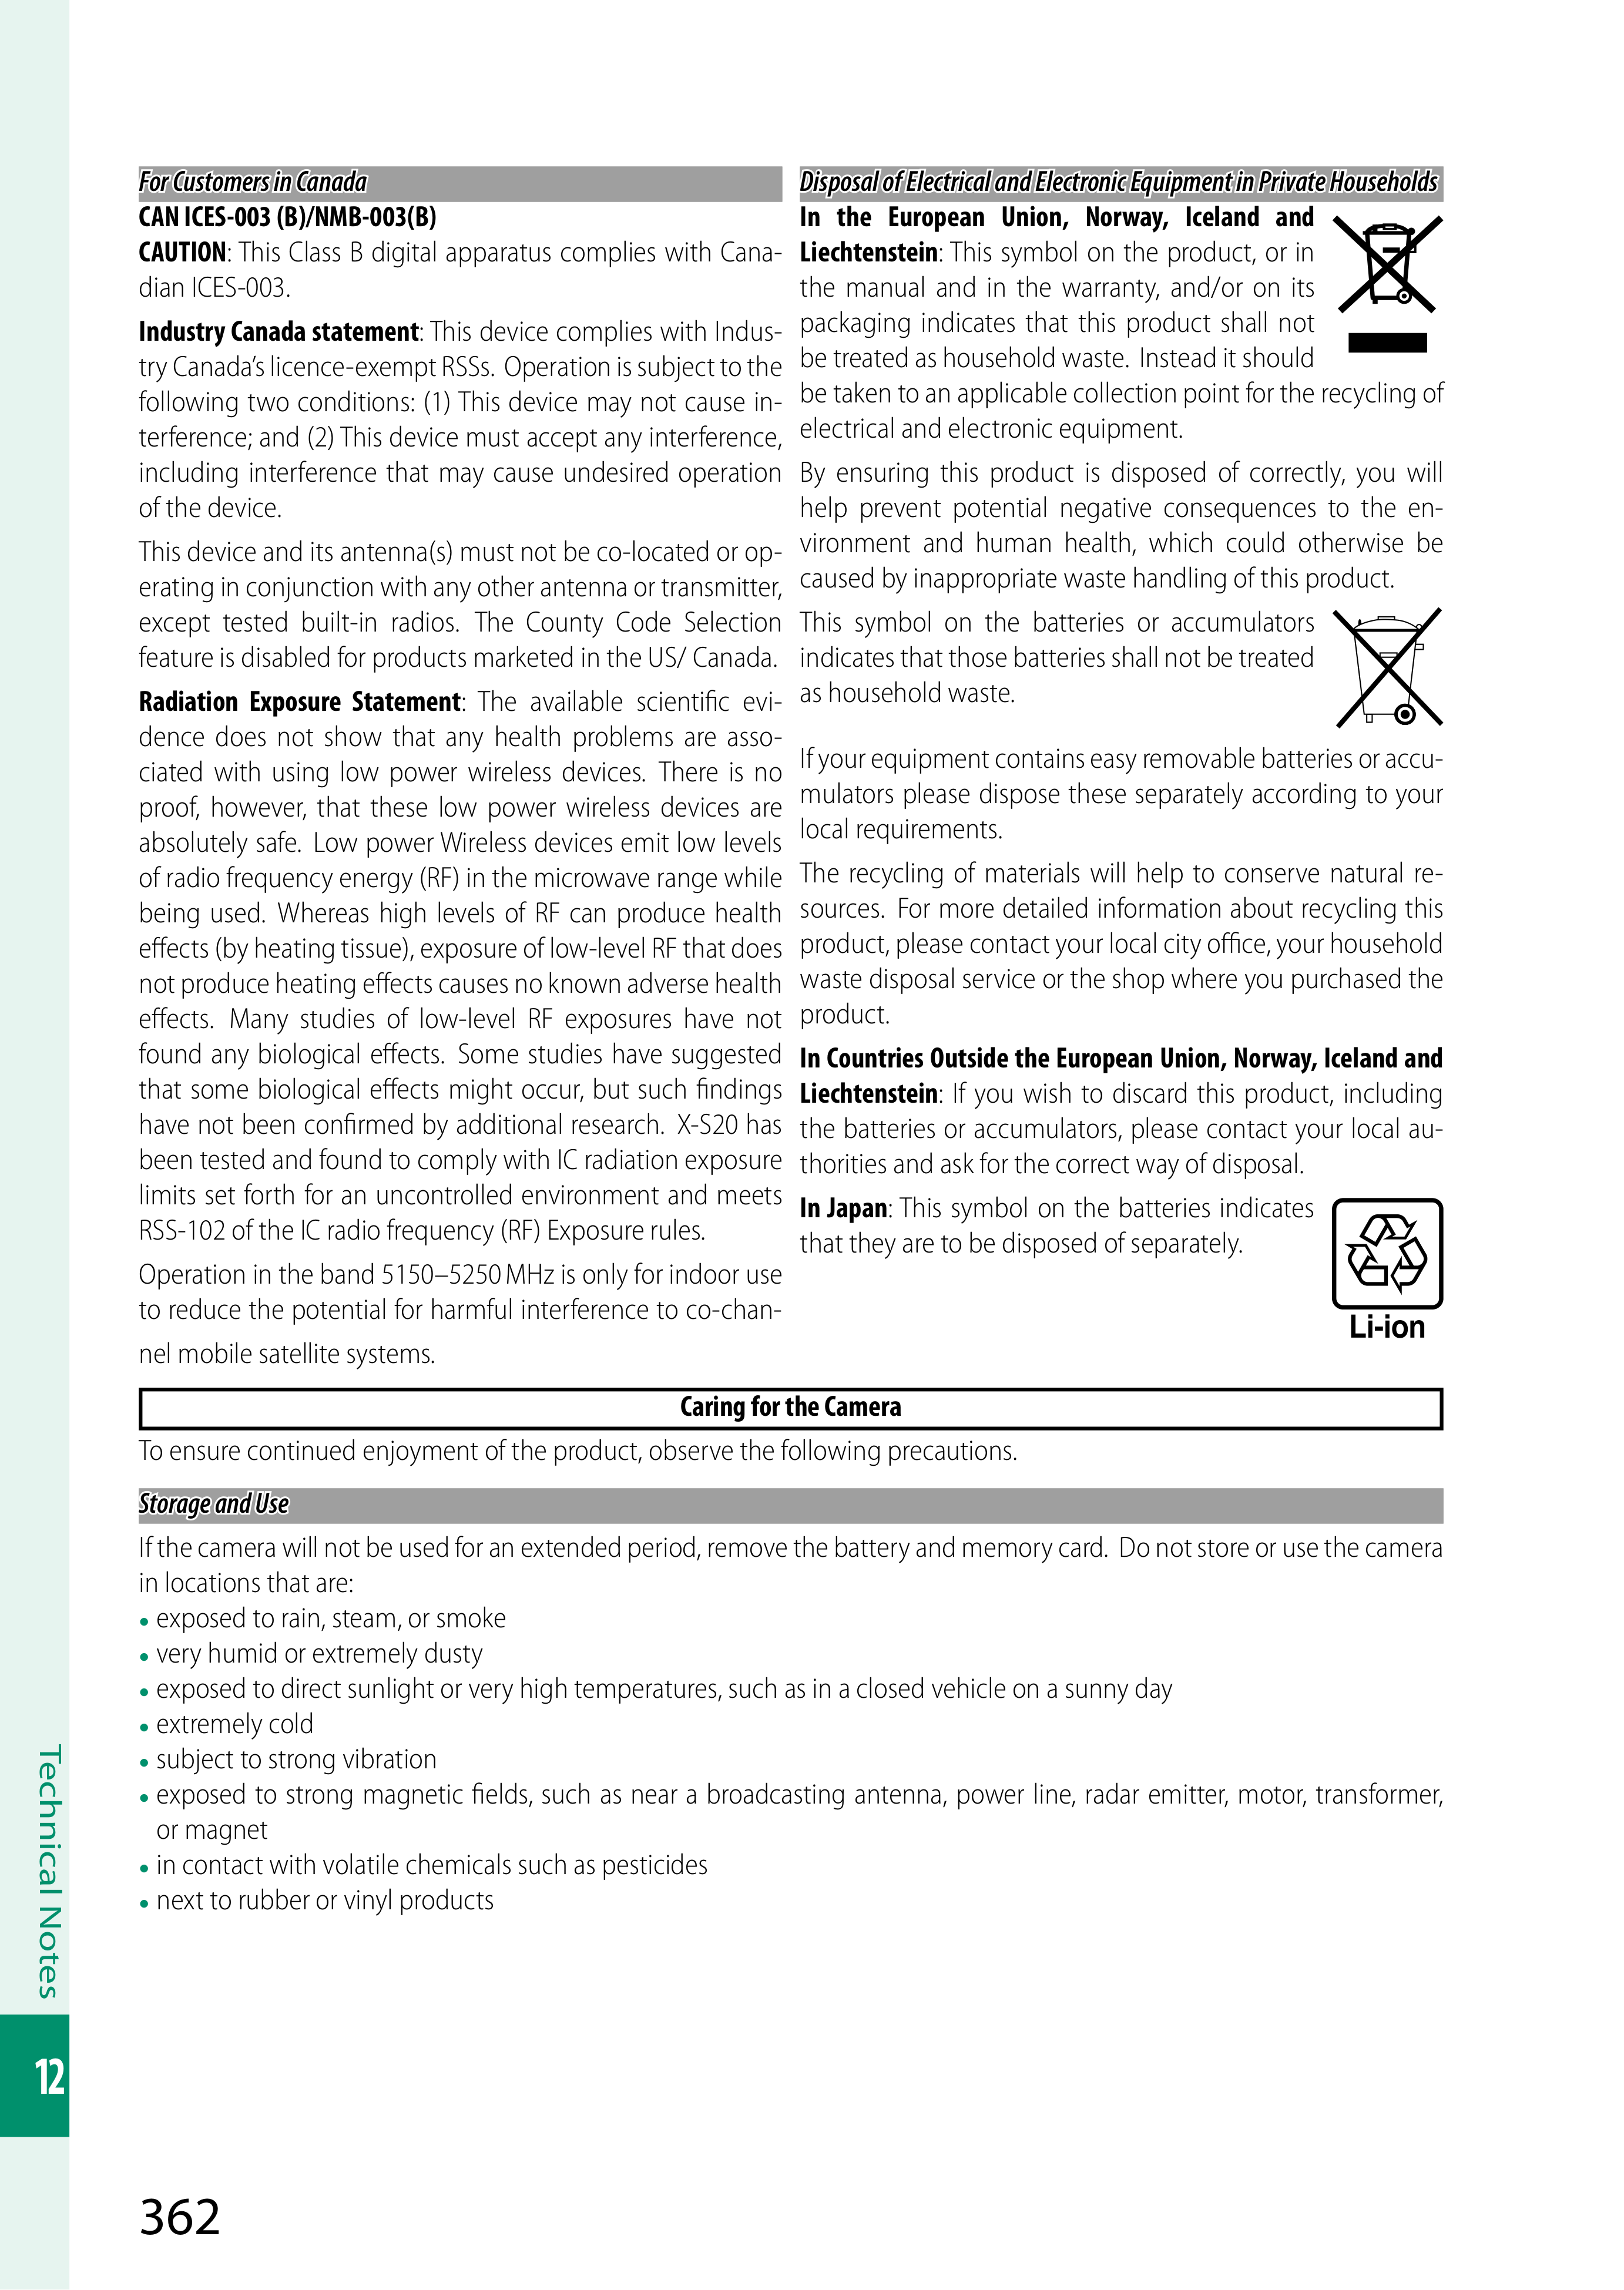 For Customers in Canada
CAN ICES-003 (B)/NMB-003(B)
CAUTION: This Class B digital apparatus complies with Cana-
dian ICES-003.
Industry Canada statement: This device complies with Indus-
try Canada’s licence-exempt RSSs. Operation is subject to the
following two conditions: (1) This device may not cause in-
terference; and (2) This device must accept any interference,
including interference that may cause undesired operation
of the device.
This device and its antenna(s) must not be co-located or op-
erating in conjunction with any other antenna or transmitter,
except tested built-in radios. The County Code Selection
feature is disabled for products marketed in the US/ Canada.
Radiation Exposure Statement: The available scientific evi-
dence does not show that any health problems are asso-
ciated with using low power wireless devices. There is no
proof, however, that these low power wireless devices are
absolutely safe. Low power Wireless devices emit low levels
of radio frequency energy (RF) in the microwave range while
being used. Whereas high levels of RF can produce health
effects (by heating tissue), exposure of low-level RF that does
not produce heating effects causes no known adverse health
effects. Many studies of low-level RF exposures have not
found any biological effects. Some studies have suggested
that some biological effects might occur, but such findings
have not been confirmed by additional research. X-S20 has
been tested and found to comply with IC radiation exposure
limits set forth for an uncontrolled environment and meets
RSS-102 of the IC radio frequency (RF) Exposure rules.
Operation in the band 5150–5250 MHz is only for indoor use
to reduce the potential for harmful interference to co-chan-
nel mobile satellite systems.
Disposal of Electrical and Electronic Equipment in Private Households
In the European Union, Norway, Iceland and
Liechtenstein: This symbol on the product, or in
the manual and in the warranty, and/or on its
packaging indicates that this product shall not
be treated as household waste. Instead it should
be taken to an applicable collection point for the recycling of
electrical and electronic equipment.
By ensuring this product is disposed of correctly, you will
help prevent potential negative consequences to the en-
vironment and human health, which could otherwise be
caused by inappropriate waste handling of this product.
This symbol on the batteries or accumulators
indicates that those batteries shall not be treated
as household waste.
If your equipment contains easy removable batteries or accu-
mulators please dispose these separately according to your
local requirements.
The recycling of materials will help to conserve natural re-
sources. For more detailed information about recycling this
product, please contact your local city office, your household
waste disposal service or the shop where you purchased the
product.
In Countries Outside the European Union, Norway, Iceland and
Liechtenstein: If you wish to discard this product, including
the batteries or accumulators, please contact your local au-
thorities and ask for the correct way of disposal.
In Japan: This symbol on the batteries indicates
that they are to be disposed of separately.
Li-ion
Caring for the Camera
To ensure continued enjoyment of the product, observe the following precautions.
Storage and Use
If the camera will not be used for an extended period, remove the battery and memory card. Do not store or use the camera
in locations that are:
• exposed to rain, steam, or smoke
• very humid or extremely dusty
• exposed to direct sunlight or very high temperatures, such as in a closed vehicle on a sunny day
• extremely cold
• subject to strong vibration
• exposed to strong magnetic fields, such as near a broadcasting antenna, power line, radar emitter, motor, transformer,
or magnet
• in contact with volatile chemicals such as pesticides
• next to rubber or vinyl products
Technical Notes
12
362